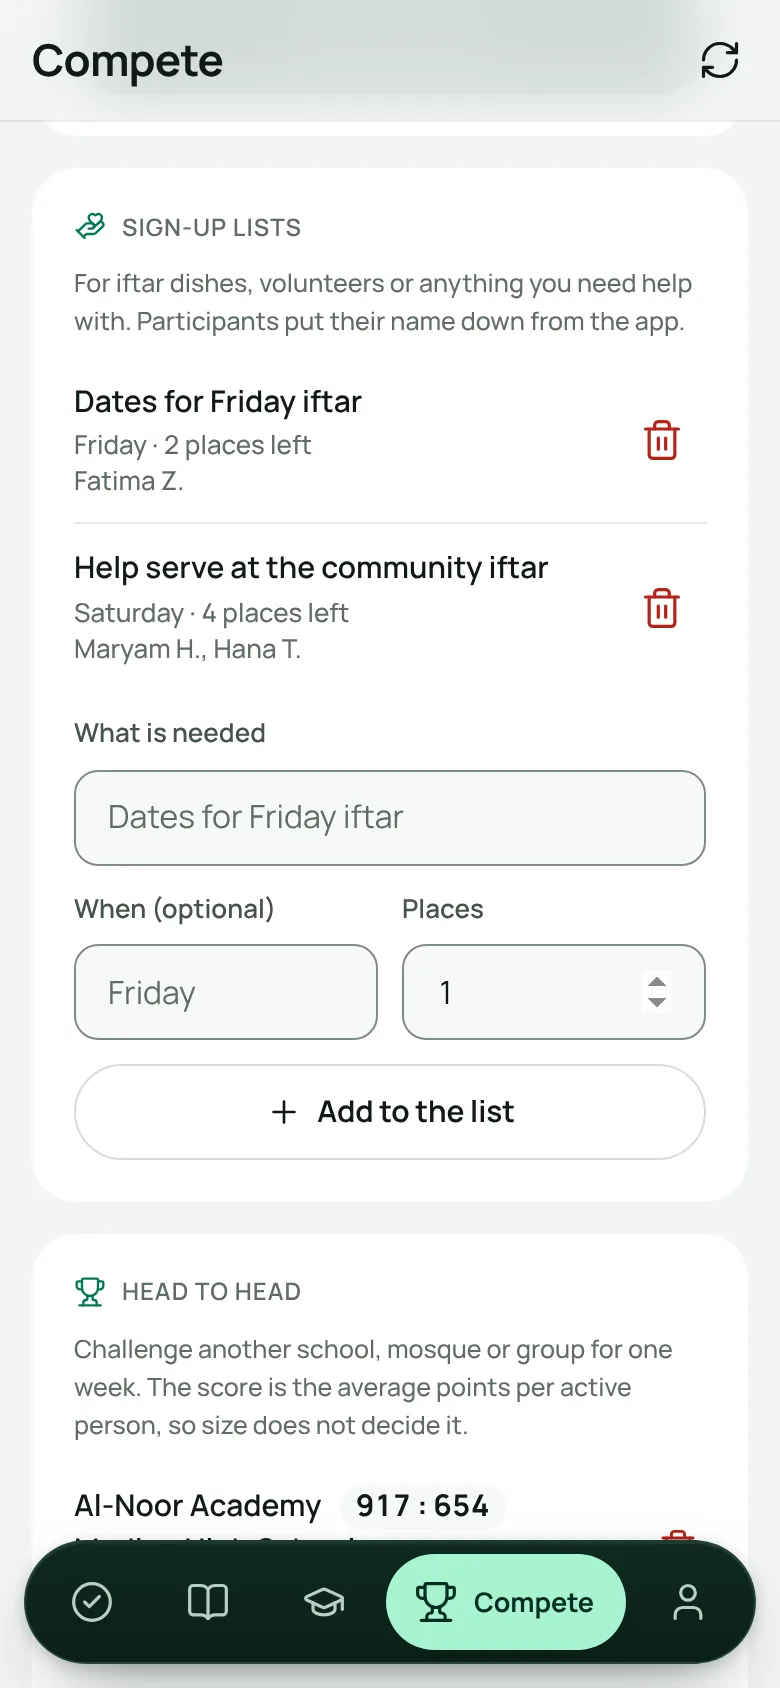 Compete
SIGN-UP LISTS
For iftar dishes, volunteers or anything you need help
with. Participants put their name down from the app.
Dates for Friday iftar
Friday · 2 places left
Fatima Z.
Help serve at the community iftar
Saturday · 4 places left
Maryam H., Hana T.
What is needed
Dates for Friday iftar
When (optional)
Places
Friday
1
Add to the list
HEAD TO HEAD
Challenge another school, mosque or group for one
week. The score is the average points per active
person, so size does not decide it.
Al-Noor Academy 917 : 654
Compete